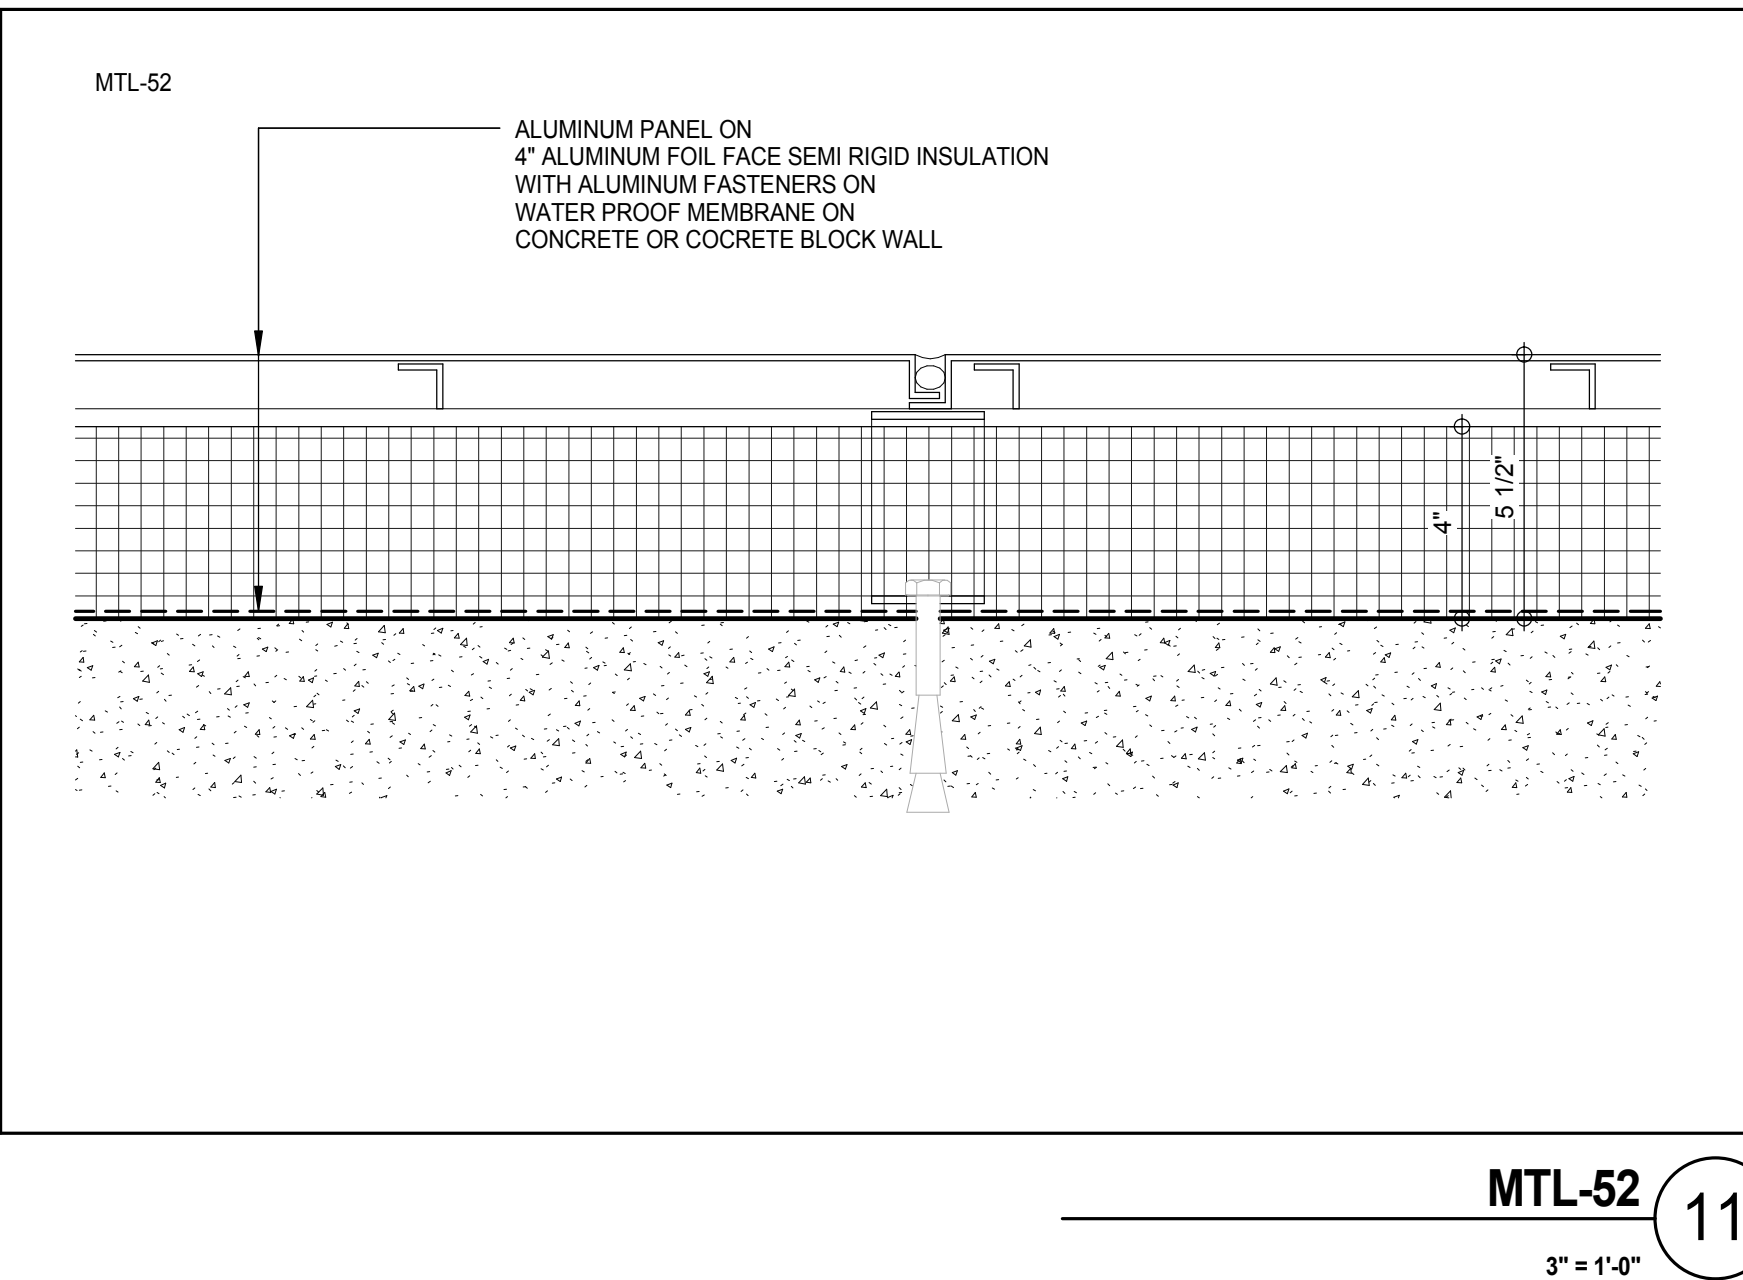 MTL-52
ALUMINUM PANEL ON
4" ALUMINUM FOIL FACE SEMI RIGID INSULATION
WITH ALUMINUM FASTENERS ON
WATER PROOF MEMBRANE ON
CONCRETE OR COCRETE BLOCK WALL
4"
5 1/2"
MTL-52
11
3" = 1'-0"